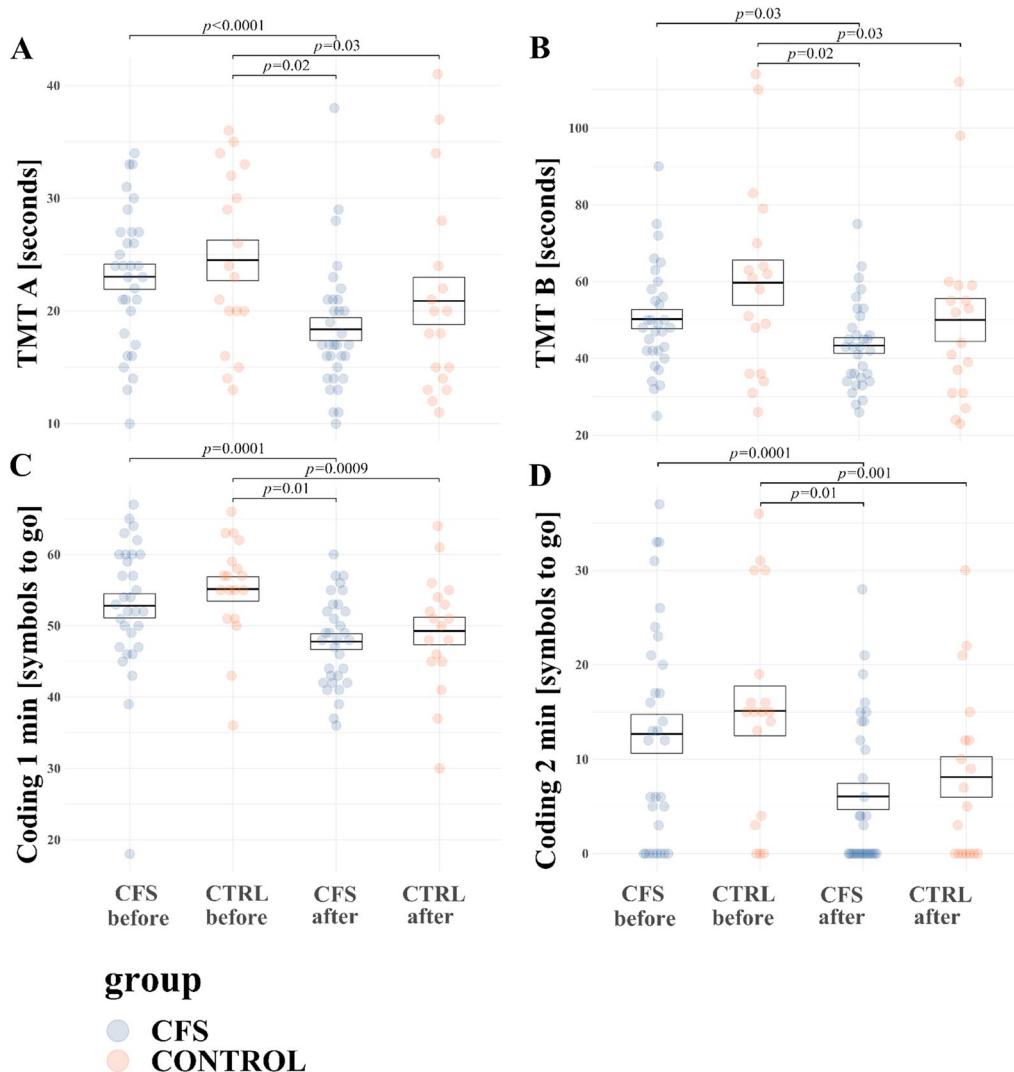 A
p<0.0001
p=0.03
p=0.02
TMT A [seconds]
40
30
20
10
B
p=0.03
p=0.03
p=0.02
TMT B [seconds]
100
80
60
40
20
C
p=0.0001
p=0.0009
p=0.01
Coding 1 min [symbols to go]
60
50
40
30
20
CFS before
CTRL before
CFS after
CTRL after
D
p=0.0001
p=0.001
p=0.01
Coding 2 min [symbols to go]
30
20
10
0
CFS before
CTRL before
CFS after
CTRL after
group
CFS
CONTROL